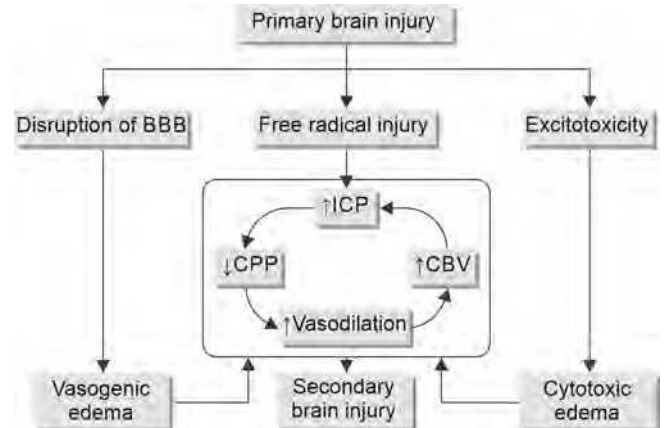 Primary brain injury
Disruption of BBB
Free radical injury
Excitotoxicity
↑ICP
↓CPP
↑CBV
↑Vasodilation
Vasogenic
edema
Secondary
brain injury
Cytotoxic
edema